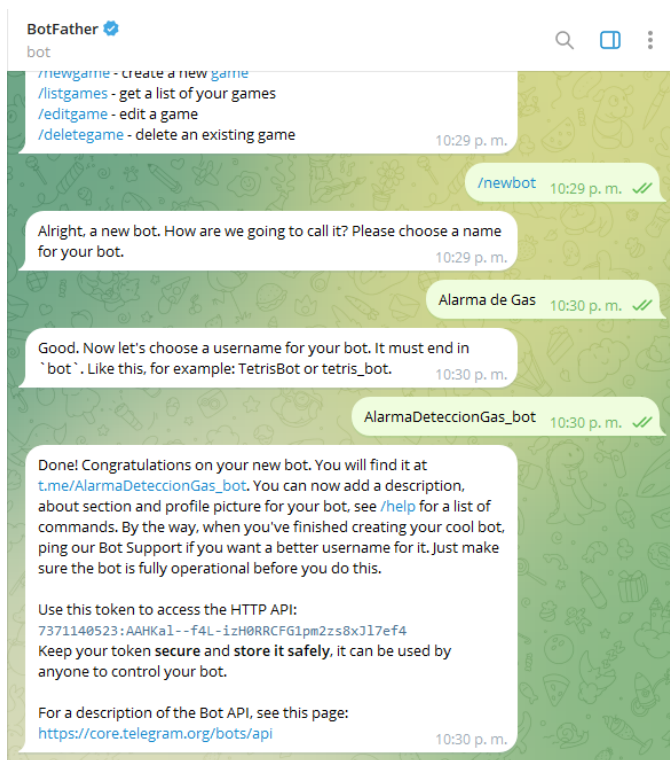 BotFather
bot
/newgame - create a new game
/listgames - get a list of your games
/editgame - edit a game
/deletegame - delete an existing game
10:29 p. m.
/newbot
10:29 p. m.
Alright, a new bot. How are we going to call it? Please choose a name
for your bot.
10:29 p. m.
Alarma de Gas
10:30 p. m.
Good. Now let's choose a username for your bot. It must end in
`bot`. Like this, for example: TetrisBot or tetris_bot.
10:30 p. m.
AlarmaDeteccionGas_bot
10:30 p. m.
Done! Congratulations on your new bot. You will find it at
t.me/AlarmaDeteccionGas_bot. You can now add a description,
about section and profile picture for your bot, see /help for a list of
commands. By the way, when you've finished creating your cool bot,
ping our Bot Support if you want a better username for it. Just make
sure the bot is fully operational before you do this.
Use this token to access the HTTP API:
7371140523:AAHKal--f4L-izH0RRCFG1pm2zs8xJl7ef4
Keep your token secure and store it safely, it can be used by
anyone to control your bot.
For a description of the Bot API, see this page:
https://core.telegram.org/bots/api
10:30 p. m.